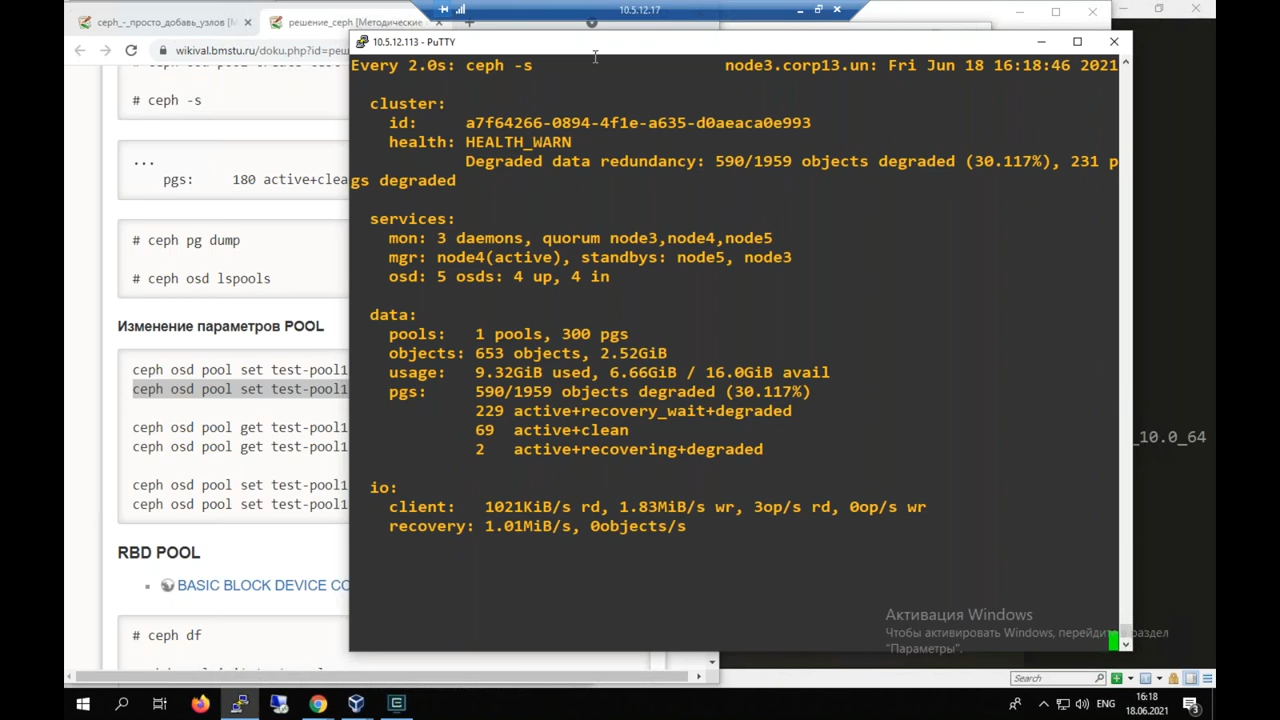 10.5.12.17
ceph_-_просто_добавь_узлов [М
решение_ceph [Методические
wikival.bmstu.ru/doku.php?id=реш
# ceph -s
...
pgs: 180 active+clea
# ceph pg dump
# ceph osd lspools
Изменение параметров POOL
ceph osd pool set test-pool1
ceph osd pool set test-pool1
ceph osd pool get test-pool1
ceph osd pool get test-pool1
ceph osd pool set test-pool1
ceph osd pool set test-pool1
RBD POOL
BASIC BLOCK DEVICE CO
# ceph df
10.5.12.113 - PuTTY
Every 2.0s: ceph -s node3.corp13.un: Fri Jun 18 16:18:46 2021
cluster:
id: a7f64266-0894-4f1e-a635-d0aeaca0e993
health: HEALTH_WARN
Degraded data redundancy: 590/1959 objects degraded (30.117%), 231 p
gs degraded
services:
mon: 3 daemons, quorum node3,node4,node5
mgr: node4(active), standbys: node5, node3
osd: 5 osds: 4 up, 4 in
data:
pools: 1 pools, 300 pgs
objects: 653 objects, 2.52GiB
usage: 9.32GiB used, 6.66GiB / 16.0GiB avail
pgs: 590/1959 objects degraded (30.117%)
229 active+recovery_wait+degraded
69 active+clean
2 active+recovering+degraded
io:
client: 1021KiB/s rd, 1.83MiB/s wr, 3op/s rd, 0op/s wr
recovery: 1.01MiB/s, 0objects/s
_10.0_64
Активация Windows
Чтобы активировать Windows, перейдите в раздел
"Параметры".
Search
ENG
16:18
18.06.2021
3